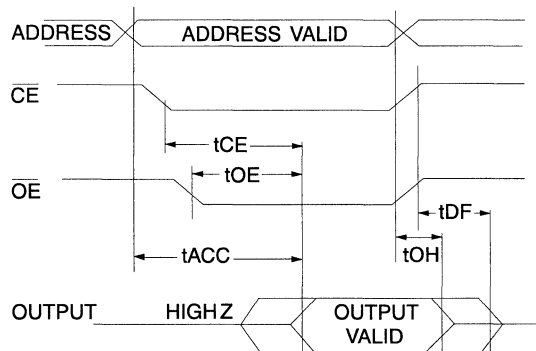 ADDRESS
ADDRESS VALID
CE
tCE
tOE
OE
tDF
tOH
tACC
OUTPUT
HIGH Z
OUTPUT
VALID